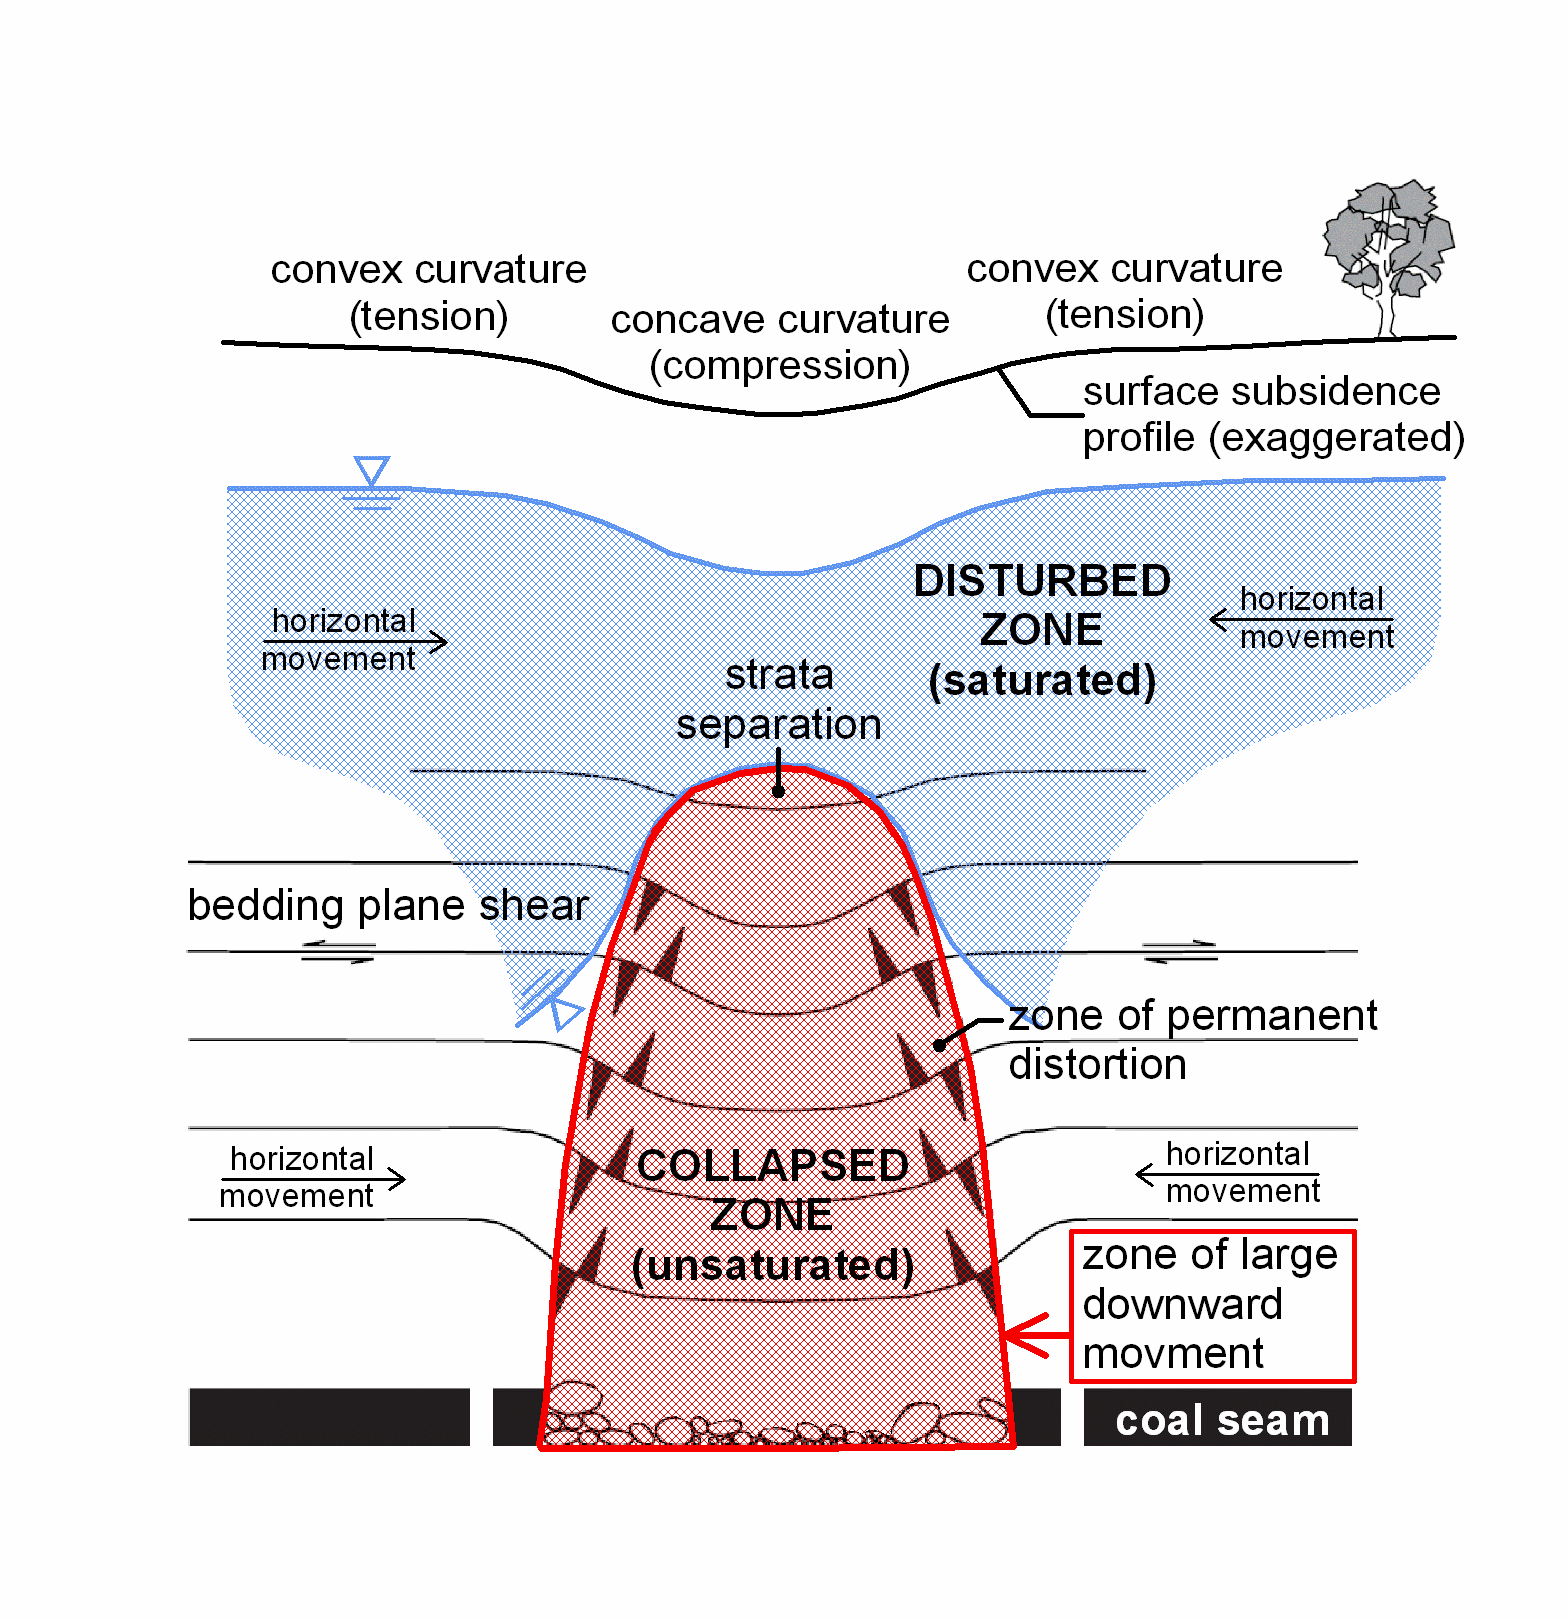 convex curvature
(tension)
concave curvature
(compression)
convex curvature
(tension)
surface subsidence
profile (exaggerated)
DISTURBED
ZONE
(saturated)
horizontal
movement
horizontal
movement
strata
separation
bedding plane shear
zone of permanent
distortion
COLLAPSED
ZONE
(unsaturated)
horizontal
movement
horizontal
movement
zone of large
downward
movment
coal seam